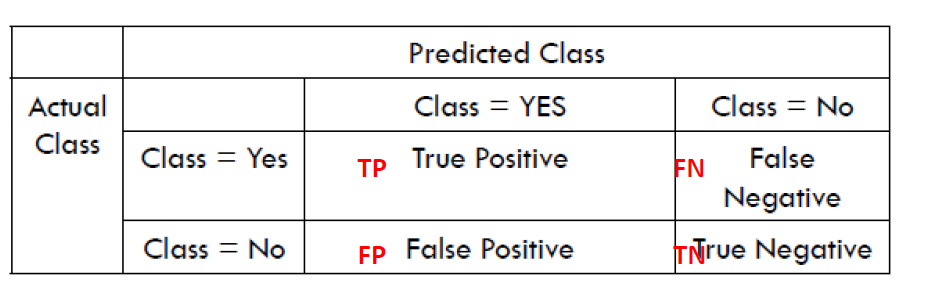 Predicted Class
Actual
Class
Class = YES
Class = No
Class = Yes
TP True Positive
FN False
Negative
Class = No
FP False Positive
TN True Negative